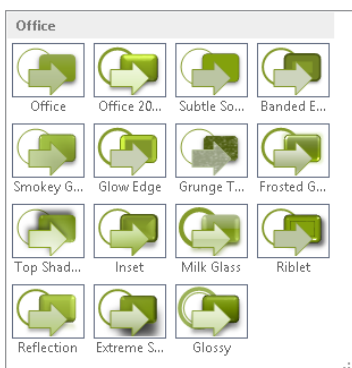 Office
Office Office 20... Subtle So... Banded E...
Smokey G... Glow Edge Grunge T... Frosted G...
Top Shad... Inset Milk Glass Riblet
Reflection Extreme S... Glossy